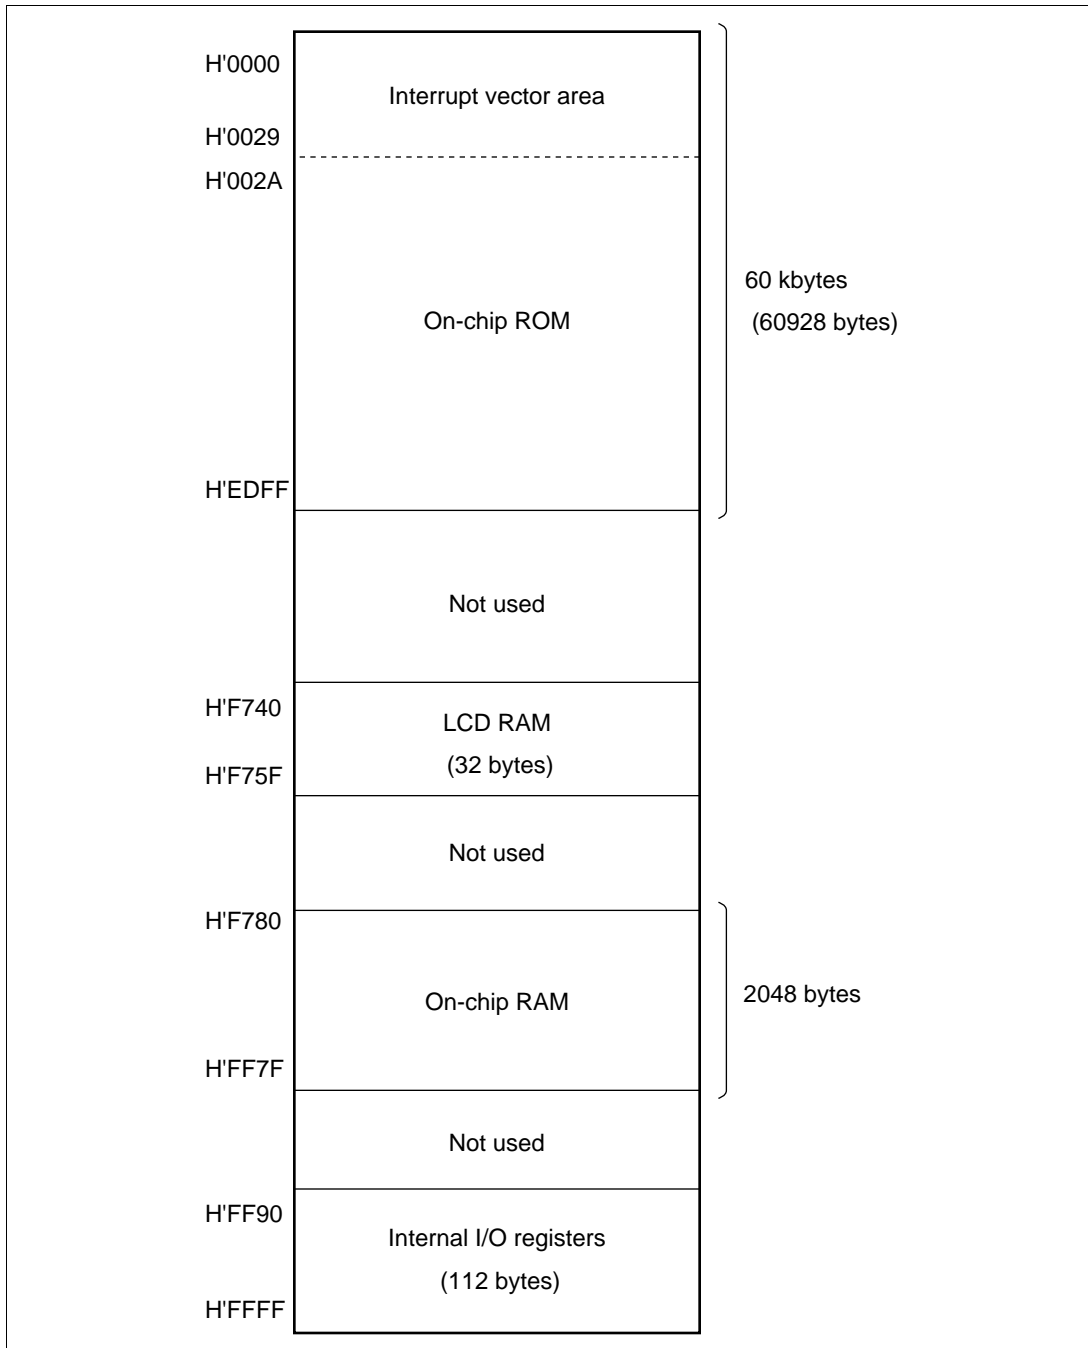 H'0000
Interrupt vector area
H'0029
H'002A
60 kbytes
(60928 bytes)
On-chip ROM
H'EDFF
Not used
H'F740
LCD RAM
(32 bytes)
H'F75F
Not used
H'F780
On-chip RAM
2048 bytes
H'FF7F
Not used
H'FF90
Internal I/O registers
(112 bytes)
H'FFFF